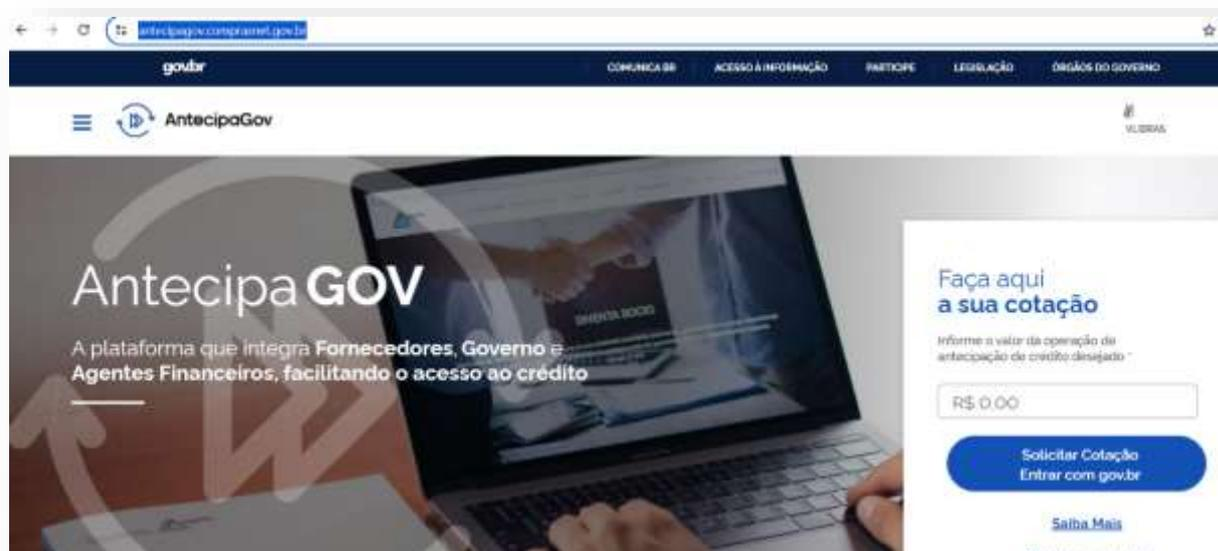 antecipagov.comprasnet.gov.br
gov.br
COMUNICA BR ACESSO À INFORMAÇÃO PARTICIPE LEGISLAÇÃO ÓRGÃOS DO GOVERNO
AntecipaGov
VLIBRAS
Antecipa GOV
A plataforma que integra Fornecedores, Governo e
Agentes Financeiros, facilitando o acesso ao crédito
Faça aqui
a sua cotação
Informe o valor da operação de
antecipação de crédito desejado *
R$ 0,00
Solicitar Cotação
Entrar com gov.br
Saiba Mais